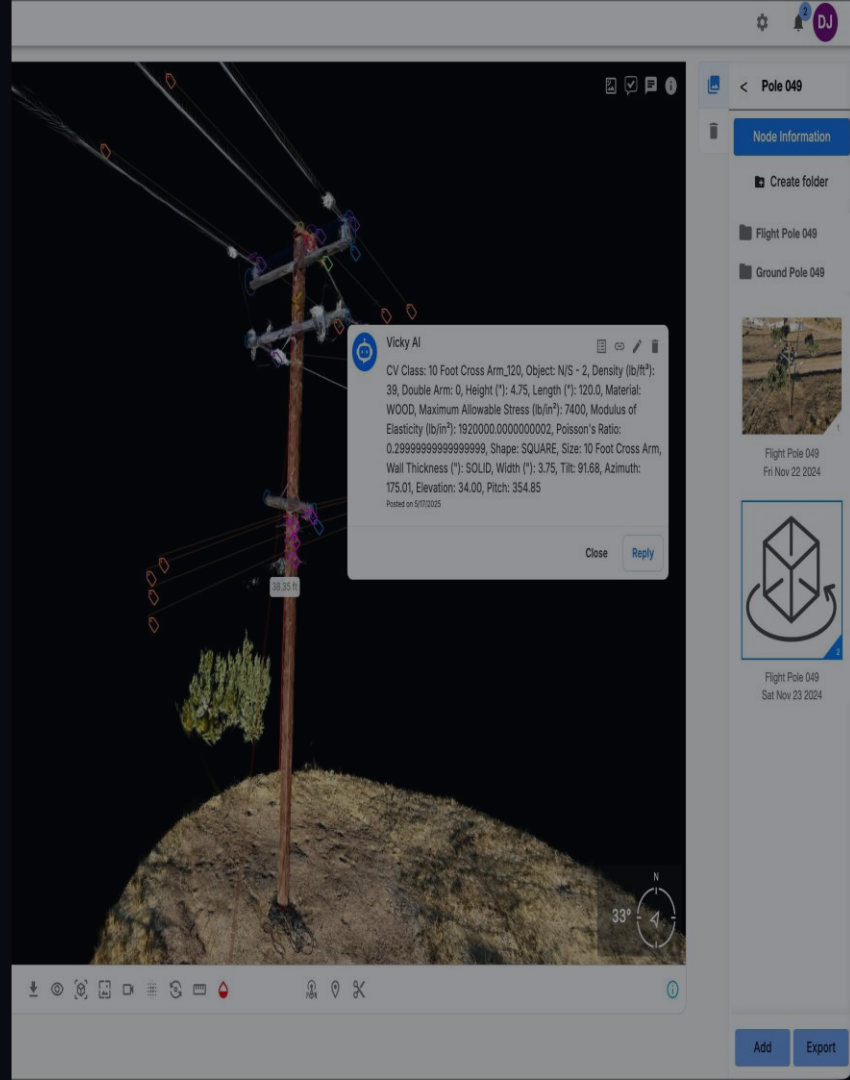 2
DJ
Pole 049
Node Information
Create folder
Flight Pole 049
Ground Pole 049
Vicky AI
CV Class: 10 Foot Cross Arm_120, Object: N/S - 2, Density (lb/ft³):
39, Double Arm: 0, Height ("): 4.75, Length ("): 120.0, Material:
WOOD, Maximum Allowable Stress (lb/in²): 7400, Modulus of
Elasticity (lb/in²): 1920000.0000000002, Poisson's Ratio:
0.29999999999999999, Shape: SQUARE, Size: 10 Foot Cross Arm,
Wall Thickness ("): SOLID, Width ("): 3.75, Tilt: 91.68, Azimuth:
175.01, Elevation: 34.00, Pitch: 354.85
Posted on 5/17/2025
Close
Reply
38.35 ft
1
Flight Pole 049
Fri Nov 22 2024
2
Flight Pole 049
Sat Nov 23 2024
N
33°
Add
Export